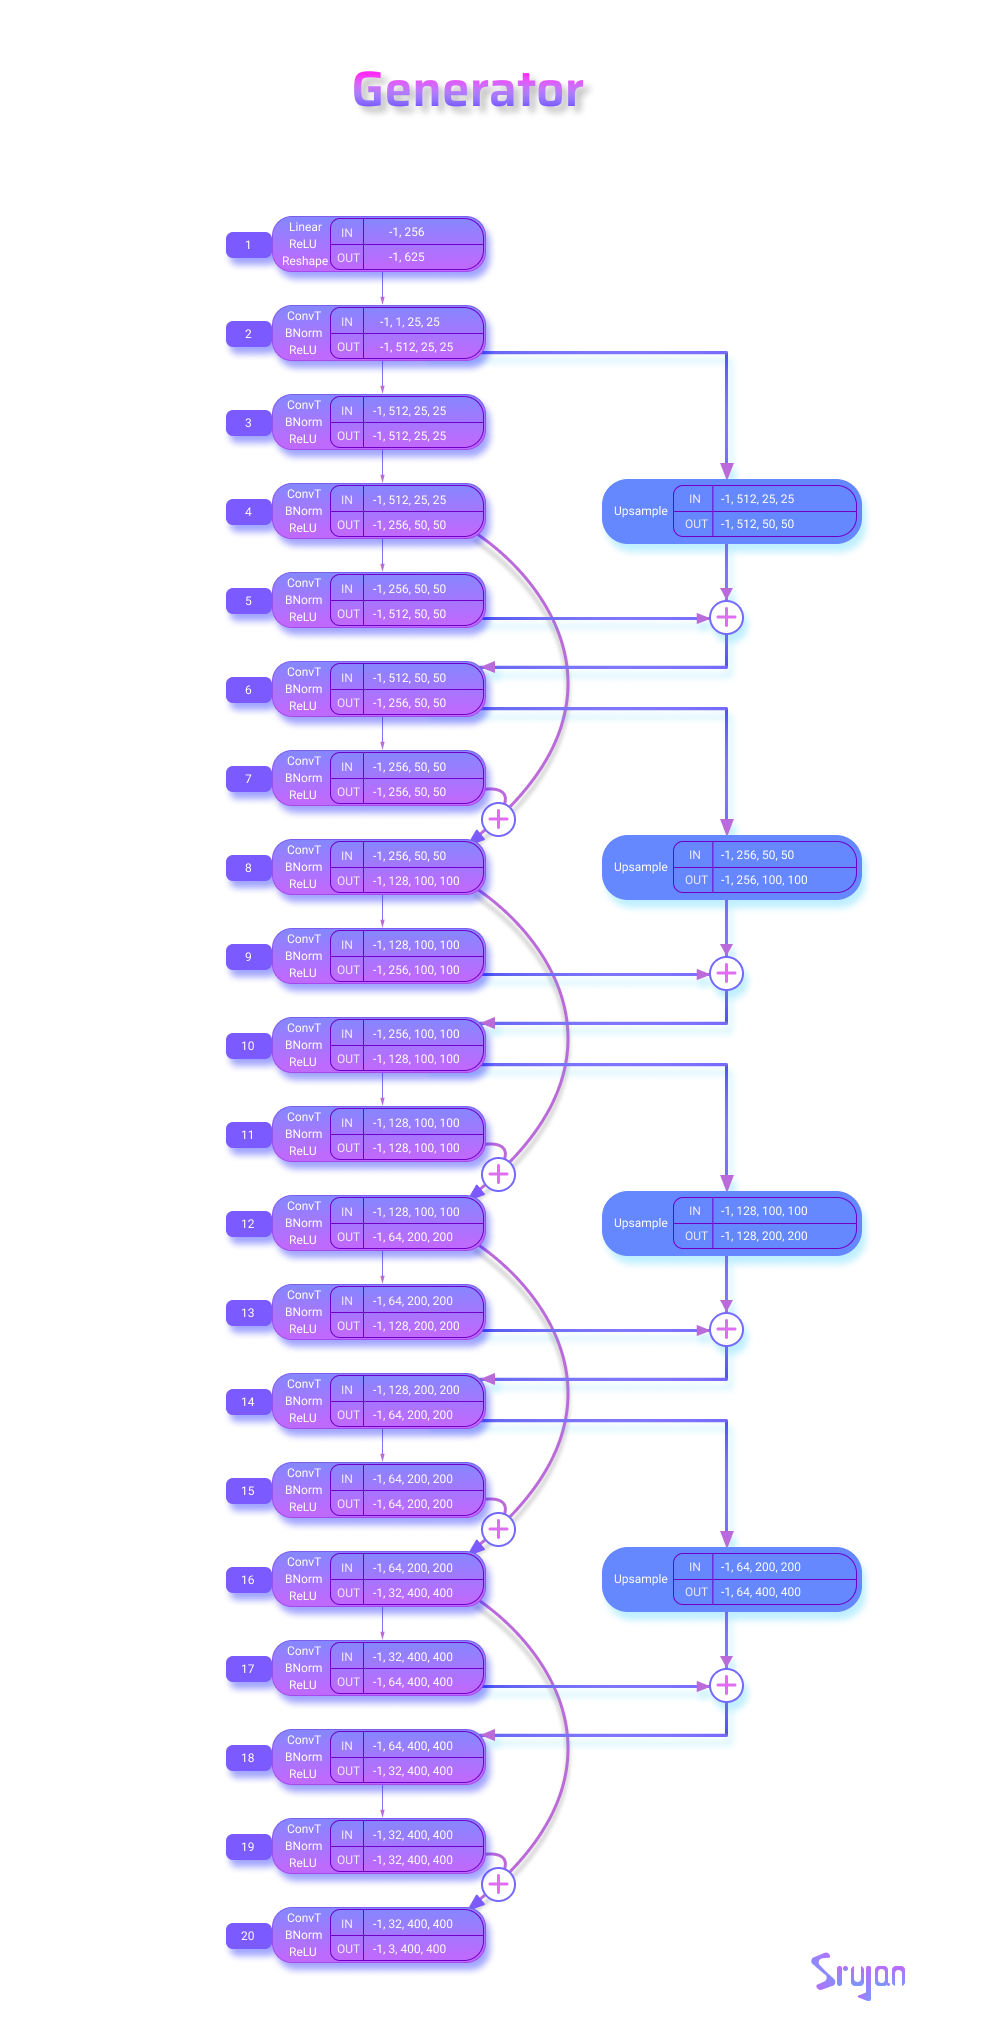 Generator
1
Linear
ReLU
Reshape
IN -1, 256
OUT -1, 625
2
ConvT
BNorm
ReLU
IN -1, 1, 25, 25
OUT -1, 512, 25, 25
3
ConvT
BNorm
ReLU
IN -1, 512, 25, 25
OUT -1, 512, 25, 25
4
ConvT
BNorm
ReLU
IN -1, 512, 25, 25
OUT -1, 256, 50, 50
Upsample
IN -1, 512, 25, 25
OUT -1, 512, 50, 50
5
ConvT
BNorm
ReLU
IN -1, 256, 50, 50
OUT -1, 512, 50, 50
6
ConvT
BNorm
ReLU
IN -1, 512, 50, 50
OUT -1, 256, 50, 50
7
ConvT
BNorm
ReLU
IN -1, 256, 50, 50
OUT -1, 256, 50, 50
8
ConvT
BNorm
ReLU
IN -1, 256, 50, 50
OUT -1, 128, 100, 100
Upsample
IN -1, 256, 50, 50
OUT -1, 256, 100, 100
9
ConvT
BNorm
ReLU
IN -1, 128, 100, 100
OUT -1, 256, 100, 100
10
ConvT
BNorm
ReLU
IN -1, 256, 100, 100
OUT -1, 128, 100, 100
11
ConvT
BNorm
ReLU
IN -1, 128, 100, 100
OUT -1, 128, 100, 100
12
ConvT
BNorm
ReLU
IN -1, 128, 100, 100
OUT -1, 64, 200, 200
Upsample
IN -1, 128, 100, 100
OUT -1, 128, 200, 200
13
ConvT
BNorm
ReLU
IN -1, 64, 200, 200
OUT -1, 128, 200, 200
14
ConvT
BNorm
ReLU
IN -1, 128, 200, 200
OUT -1, 64, 200, 200
15
ConvT
BNorm
ReLU
IN -1, 64, 200, 200
OUT -1, 64, 200, 200
16
ConvT
BNorm
ReLU
IN -1, 64, 200, 200
OUT -1, 32, 400, 400
Upsample
IN -1, 64, 200, 200
OUT -1, 64, 400, 400
17
ConvT
BNorm
ReLU
IN -1, 32, 400, 400
OUT -1, 64, 400, 400
18
ConvT
BNorm
ReLU
IN -1, 64, 400, 400
OUT -1, 32, 400, 400
19
ConvT
BNorm
ReLU
IN -1, 32, 400, 400
OUT -1, 32, 400, 400
20
ConvT
BNorm
ReLU
IN -1, 32, 400, 400
OUT -1, 3, 400, 400
Srujan